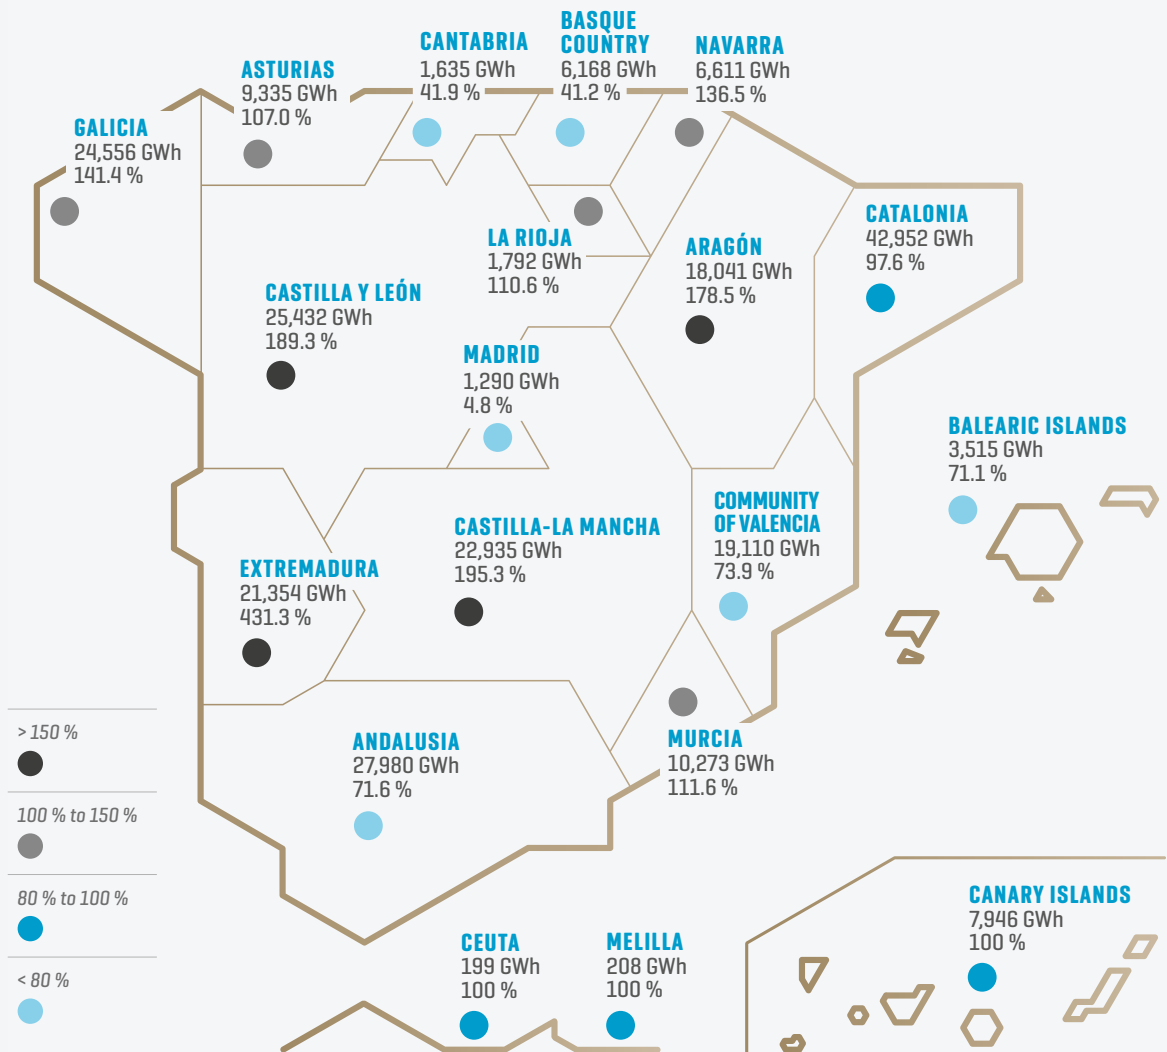 BASQUE
COUNTRY
6,168 GWh
41.2 %
CANTABRIA
1,635 GWh
41.9 %
NAVARRA
6,611 GWh
136.5 %
ASTURIAS
9,335 GWh
107.0 %
GALICIA
24,556 GWh
141.4 %
CATALONIA
42,952 GWh
97.6 %
LA RIOJA
1,792 GWh
110.6 %
ARAGÓN
18,041 GWh
178.5 %
CASTILLA Y LEÓN
25,432 GWh
189.3 %
MADRID
1,290 GWh
4.8 %
BALEARIC ISLANDS
3,515 GWh
71.1 %
COMMUNITY
OF VALENCIA
19,110 GWh
73.9 %
CASTILLA-LA MANCHA
22,935 GWh
195.3 %
EXTREMADURA
21,354 GWh
431.3 %
ANDALUSIA
27,980 GWh
71.6 %
MURCIA
10,273 GWh
111.6 %
> 150 %
100 % to 150 %
80 % to 100 %
< 80 %
CEUTA
199 GWh
100 %
MELILLA
208 GWh
100 %
CANARY ISLANDS
7,946 GWh
100 %